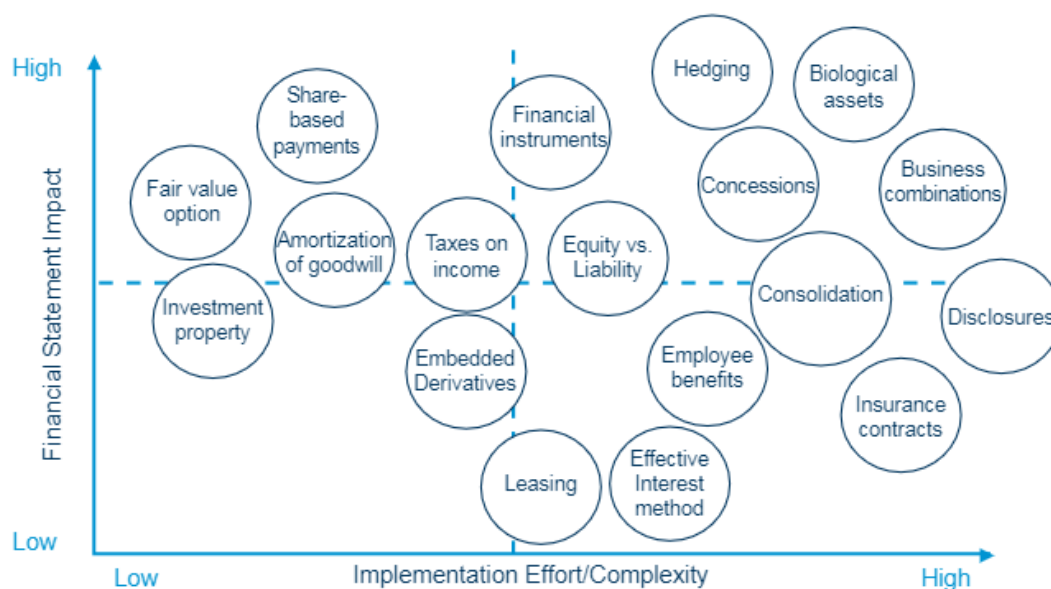 High
Financial Statement Impact
Low
Low
Implementation Effort/Complexity
High
Hedging
Biological
assets
Share-
based
payments
Financial
instruments
Fair value
option
Concessions
Business
combinations
Amortization
of goodwill
Taxes on
income
Equity vs.
Liability
Investment
property
Consolidation
Disclosures
Embedded
Derivatives
Employee
benefits
Insurance
contracts
Leasing
Effective
Interest
method